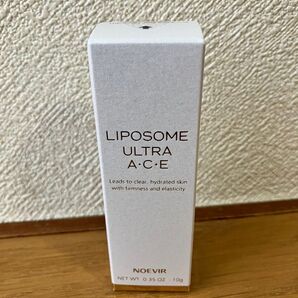 LIPOSOME
ULTRA
A·C·E
Leads to clear, hydrated skin
with firmness and elasticity
NOEVIR
NET WT. 0.35 OZ · 10g